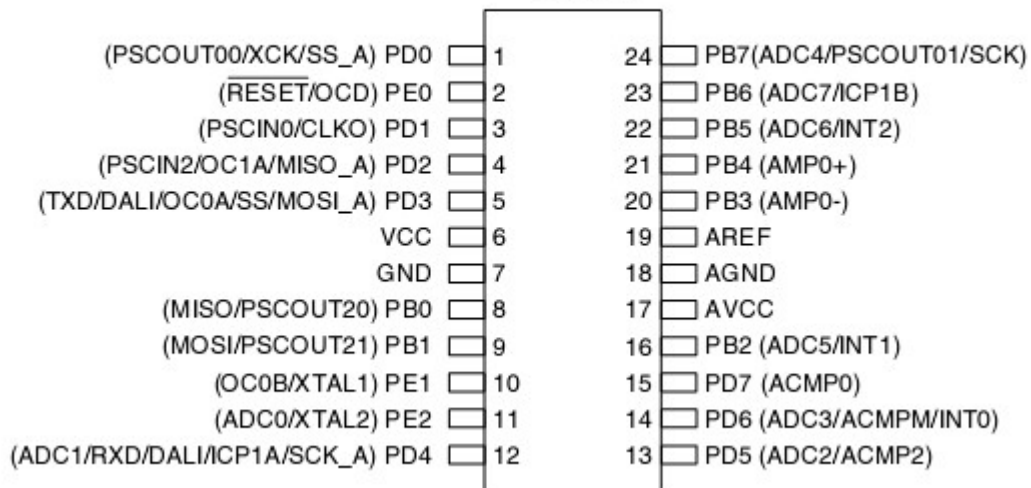 (PSCOUT00/XCK/SS_A) PD0 1 24 PB7(ADC4/PSCOUT01/SCK)
(RESET/OCD) PE0 2 23 PB6 (ADC7/ICP1B)
(PSCIN0/CLKO) PD1 3 22 PB5 (ADC6/INT2)
(PSCIN2/OC1A/MISO_A) PD2 4 21 PB4 (AMP0+)
(TXD/DALI/OC0A/SS/MOSI_A) PD3 5 20 PB3 (AMP0-)
VCC 6 19 AREF
GND 7 18 AGND
(MISO/PSCOUT20) PB0 8 17 AVCC
(MOSI/PSCOUT21) PB1 9 16 PB2 (ADC5/INT1)
(OC0B/XTAL1) PE1 10 15 PD7 (ACMP0)
(ADC0/XTAL2) PE2 11 14 PD6 (ADC3/ACMPM/INT0)
(ADC1/RXD/DALI/ICP1A/SCK_A) PD4 12 13 PD5 (ADC2/ACMP2)